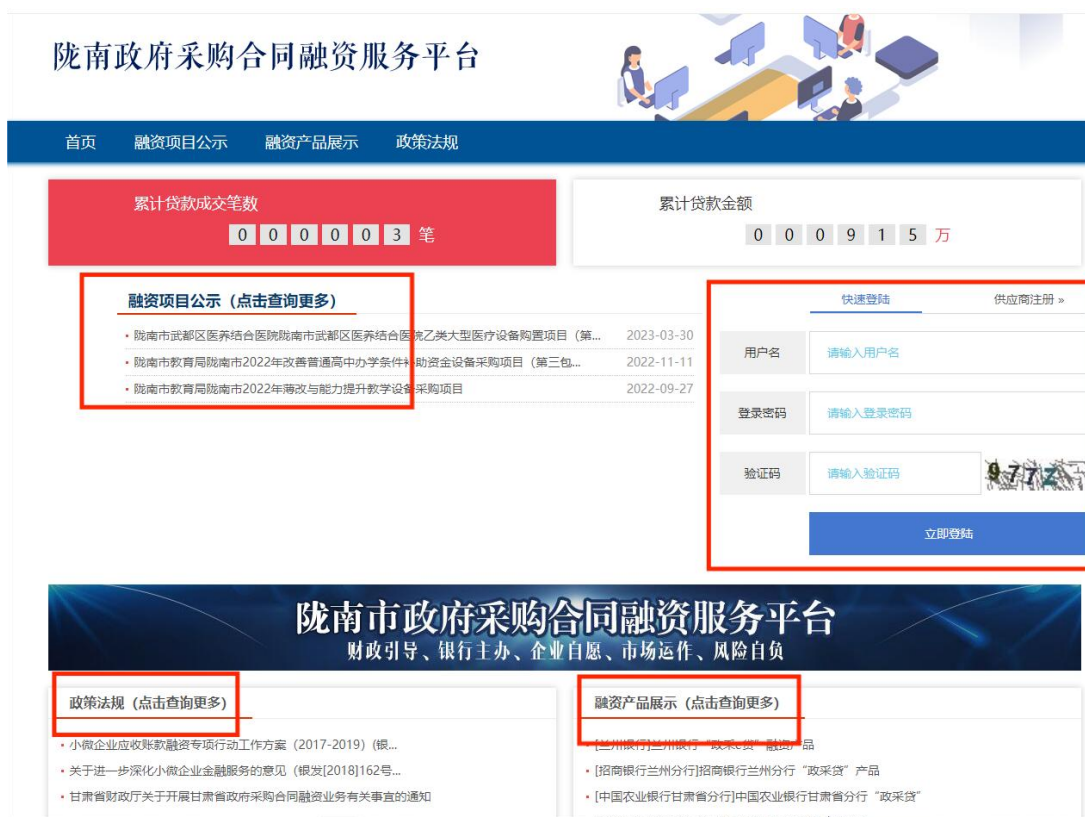 陇南政府采购合同融资服务平台
首页 融资项目公示 融资产品展示 政策法规
累计贷款成交笔数
0 0 0 0 0 3 笔
累计贷款金额
0 0 0 9 1 5 万
融资项目公示（点击查询更多）
· 陇南市武都区医养结合医院陇南市武都区医养结合医院乙类大型医疗设备购置项目（第... 2023-03-30
· 陇南市教育局陇南市2022年改善普通高中办学条件补助资金设备采购项目（第三包... 2022-11-11
· 陇南市教育局陇南市2022年薄改与能力提升教学设备采购项目 2022-09-27
快速登陆 供应商注册 »
用户名 请输入用户名
登录密码 请输入登录密码
验证码 请输入验证码 977Z
立即登陆
陇南市政府采购合同融资服务平台
财政引导、银行主办、企业自愿、市场运作、风险自负
政策法规（点击查询更多）
· 小微企业应收账款融资专项行动工作方案（2017-2019）（银...
· 关于进一步深化小微企业金融服务的意见（银发[2018]162号...
· 甘肃省财政厅关于开展甘肃省政府采购合同融资业务有关事宜的通知
融资产品展示（点击查询更多）
· [兰州银行]兰州银行“政采e贷”融资产品
· [招商银行兰州分行]招商银行兰州分行“政采贷”产品
· [中国农业银行甘肃省分行]中国农业银行甘肃省分行“政采贷”